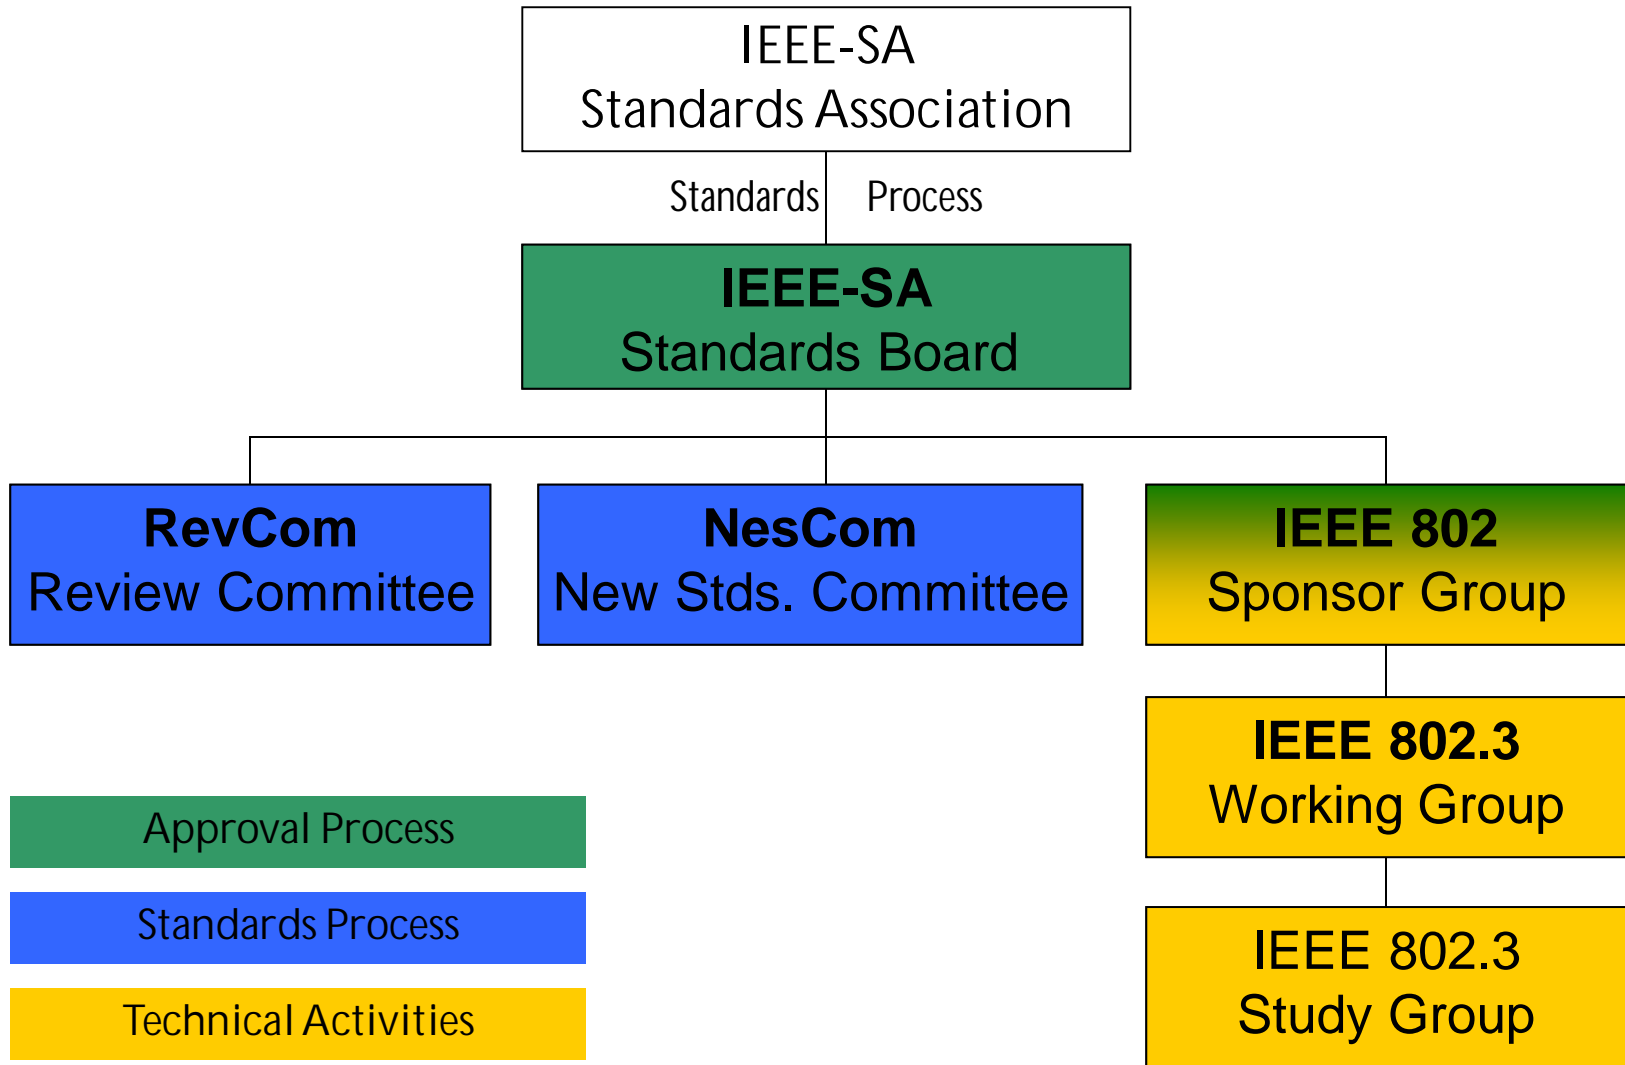 IEEE-SA
Standards Association
Standards Process
IEEE-SA
Standards Board
RevCom
Review Committee
NesCom
New Stds. Committee
IEEE 802
Sponsor Group
IEEE 802.3
Working Group
IEEE 802.3
Study Group
Approval Process
Standards Process
Technical Activities